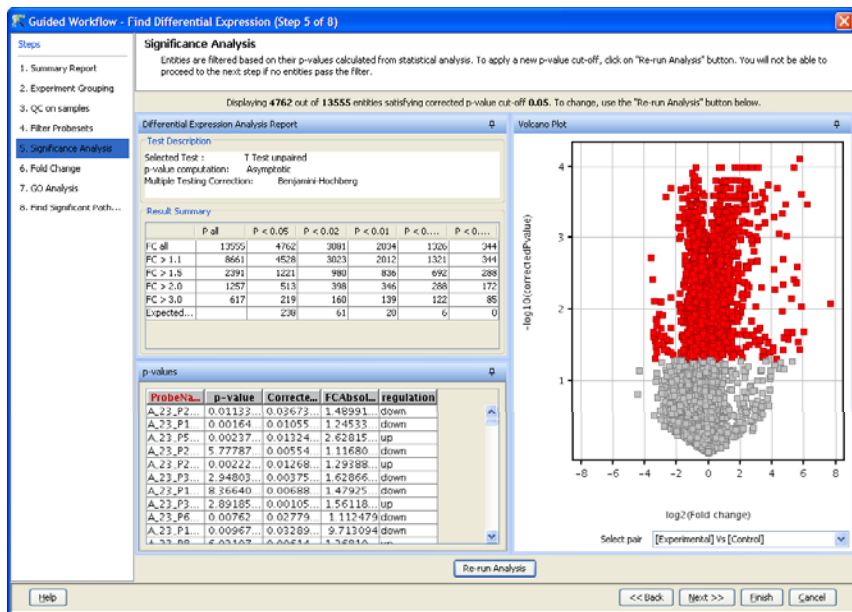 Guided Workflow - Find Differential Expression (Step 5 of 8)
Steps
1. Summary Report
2. Experiment Grouping
3. QC on samples
4. Filter Probesets
5. Significance Analysis
6. Fold Change
7. GO Analysis
8. Find Significant Path...
Significance Analysis
Entities are filtered based on their p-values calculated from statistical analysis. To apply a new p-value cut-off, click on "Re-run Analysis" button. You will not be able to
proceed to the next step if no entities pass the filter.
Displaying 4762 out of 13555 entities satisfying corrected p-value cut-off 0.05. To change, use the "Re-run Analysis" button below.
Differential Expression Analysis Report
Test Description
Selected Test : T Test unpaired
p-value computation: Asymptotic
Multiple Testing Correction: Benjamini-Hochberg
Result Summary
P all P < 0.05 P < 0.02 P < 0.01 P < 0.... P < 0....
FC all 13555 4762 3081 2034 1326 344
FC > 1.1 8661 4528 3023 2012 1321 344
FC > 1.5 2391 1221 980 836 692 288
FC > 2.0 1257 513 398 346 288 172
FC > 3.0 617 219 160 139 122 85
Expected... 238 61 20 6 0
p-values
ProbeNa... p-value Correcte... FCAbsol... regulation
A_23_P2... 0.01133... 0.03673... 1.48991... down
A_23_P1... 0.00164... 0.01055... 1.24533... down
A_23_P5... 0.00237... 0.01324... 2.62815... up
A_23_P2... 5.77787... 0.00554... 1.11680... down
A_23_P2... 0.00222... 0.01268... 1.29388... up
A_23_P3... 2.94803... 0.00375... 1.62866... down
A_23_P1... 8.36640... 0.00688... 1.47925... down
A_23_P3... 2.89185... 0.00105... 1.56118... up
A_23_P6... 0.00762... 0.02779... 1.112479 down
A_23_P1... 0.00967... 0.03289... 9.713094 down
Volcano Plot
-log10(correctedPvalue)
4
3
2
1
-8 -6 -4 -2 0 2 4 6 8
log2(Fold change)
Select pair [Experimental] Vs [Control]
Re-run Analysis
Help
<< Back
Next >>
Finish
Cancel